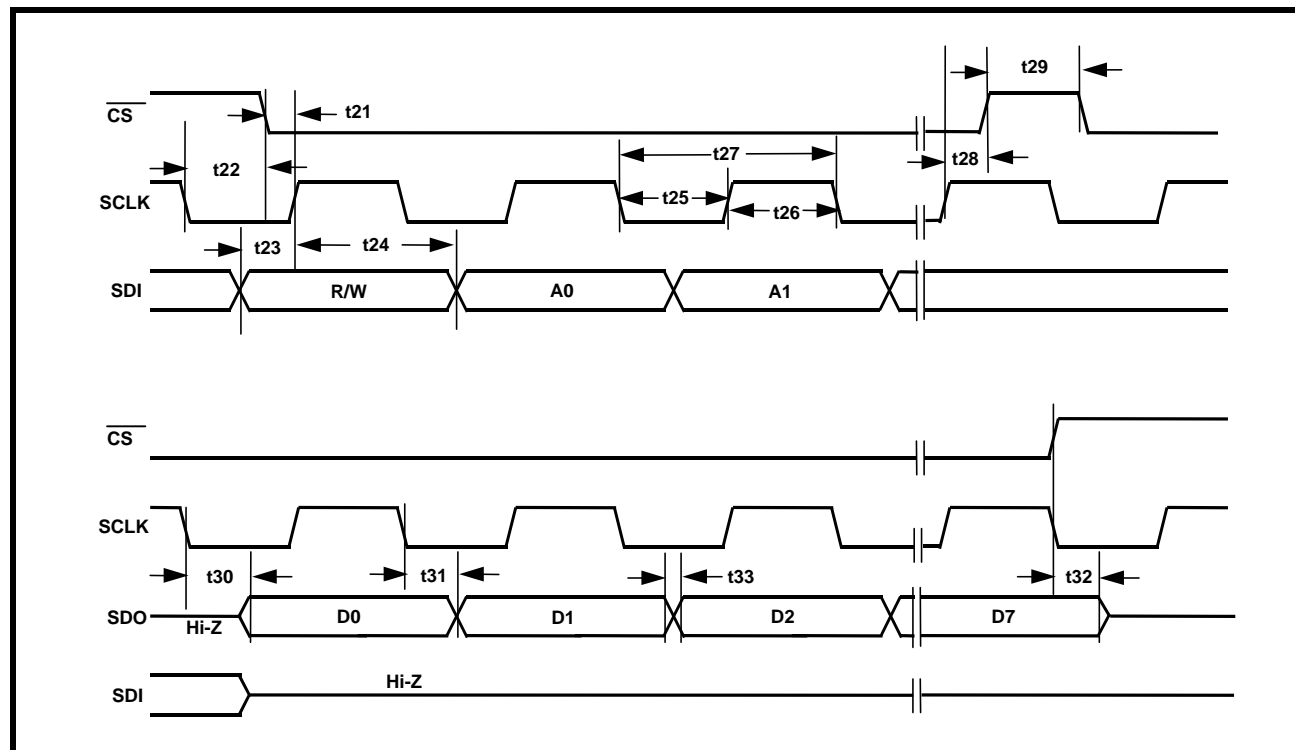 t29
CS
t21
t22
t27
t28
SCLK
t25
t26
t23
t24
SDI
R/W
A0
A1
CS
SCLK
t30
t31
t33
t32
SDO
Hi-Z
D0
D1
D2
D7
SDI
Hi-Z